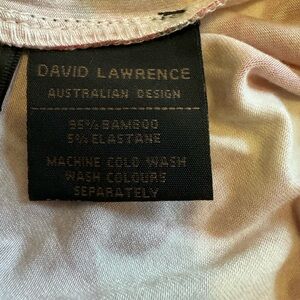 DAVID LAWRENCE
AUSTRALIAN DESIGN
95% BAMBOO
5% ELASTANE
MACHINE COLD WASH
WASH COLOURS
SEPARATELY